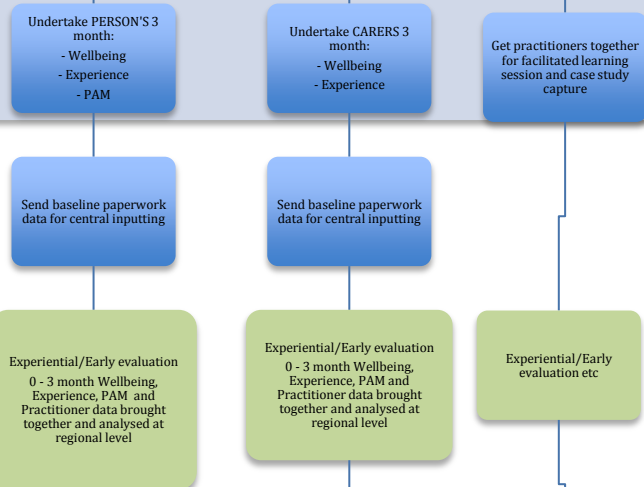 Undertake PERSON'S 3
month:
- Wellbeing
- Experience
- PAM
Undertake CARERS 3
month:
- Wellbeing
- Experience
Get practitioners together
for facilitated learning
session and case study
capture
Send baseline paperwork
data for central inputting
Send baseline paperwork
data for central inputting
Experiential/Early evaluation
0 - 3 month Wellbeing,
Experience, PAM and
Practitioner data brought
together and analysed at
regional level
Experiential/Early evaluation
0 - 3 month Wellbeing,
Experience, PAM and
Practitioner data brought
together and analysed at
regional level
Experiential/Early
evaluation etc